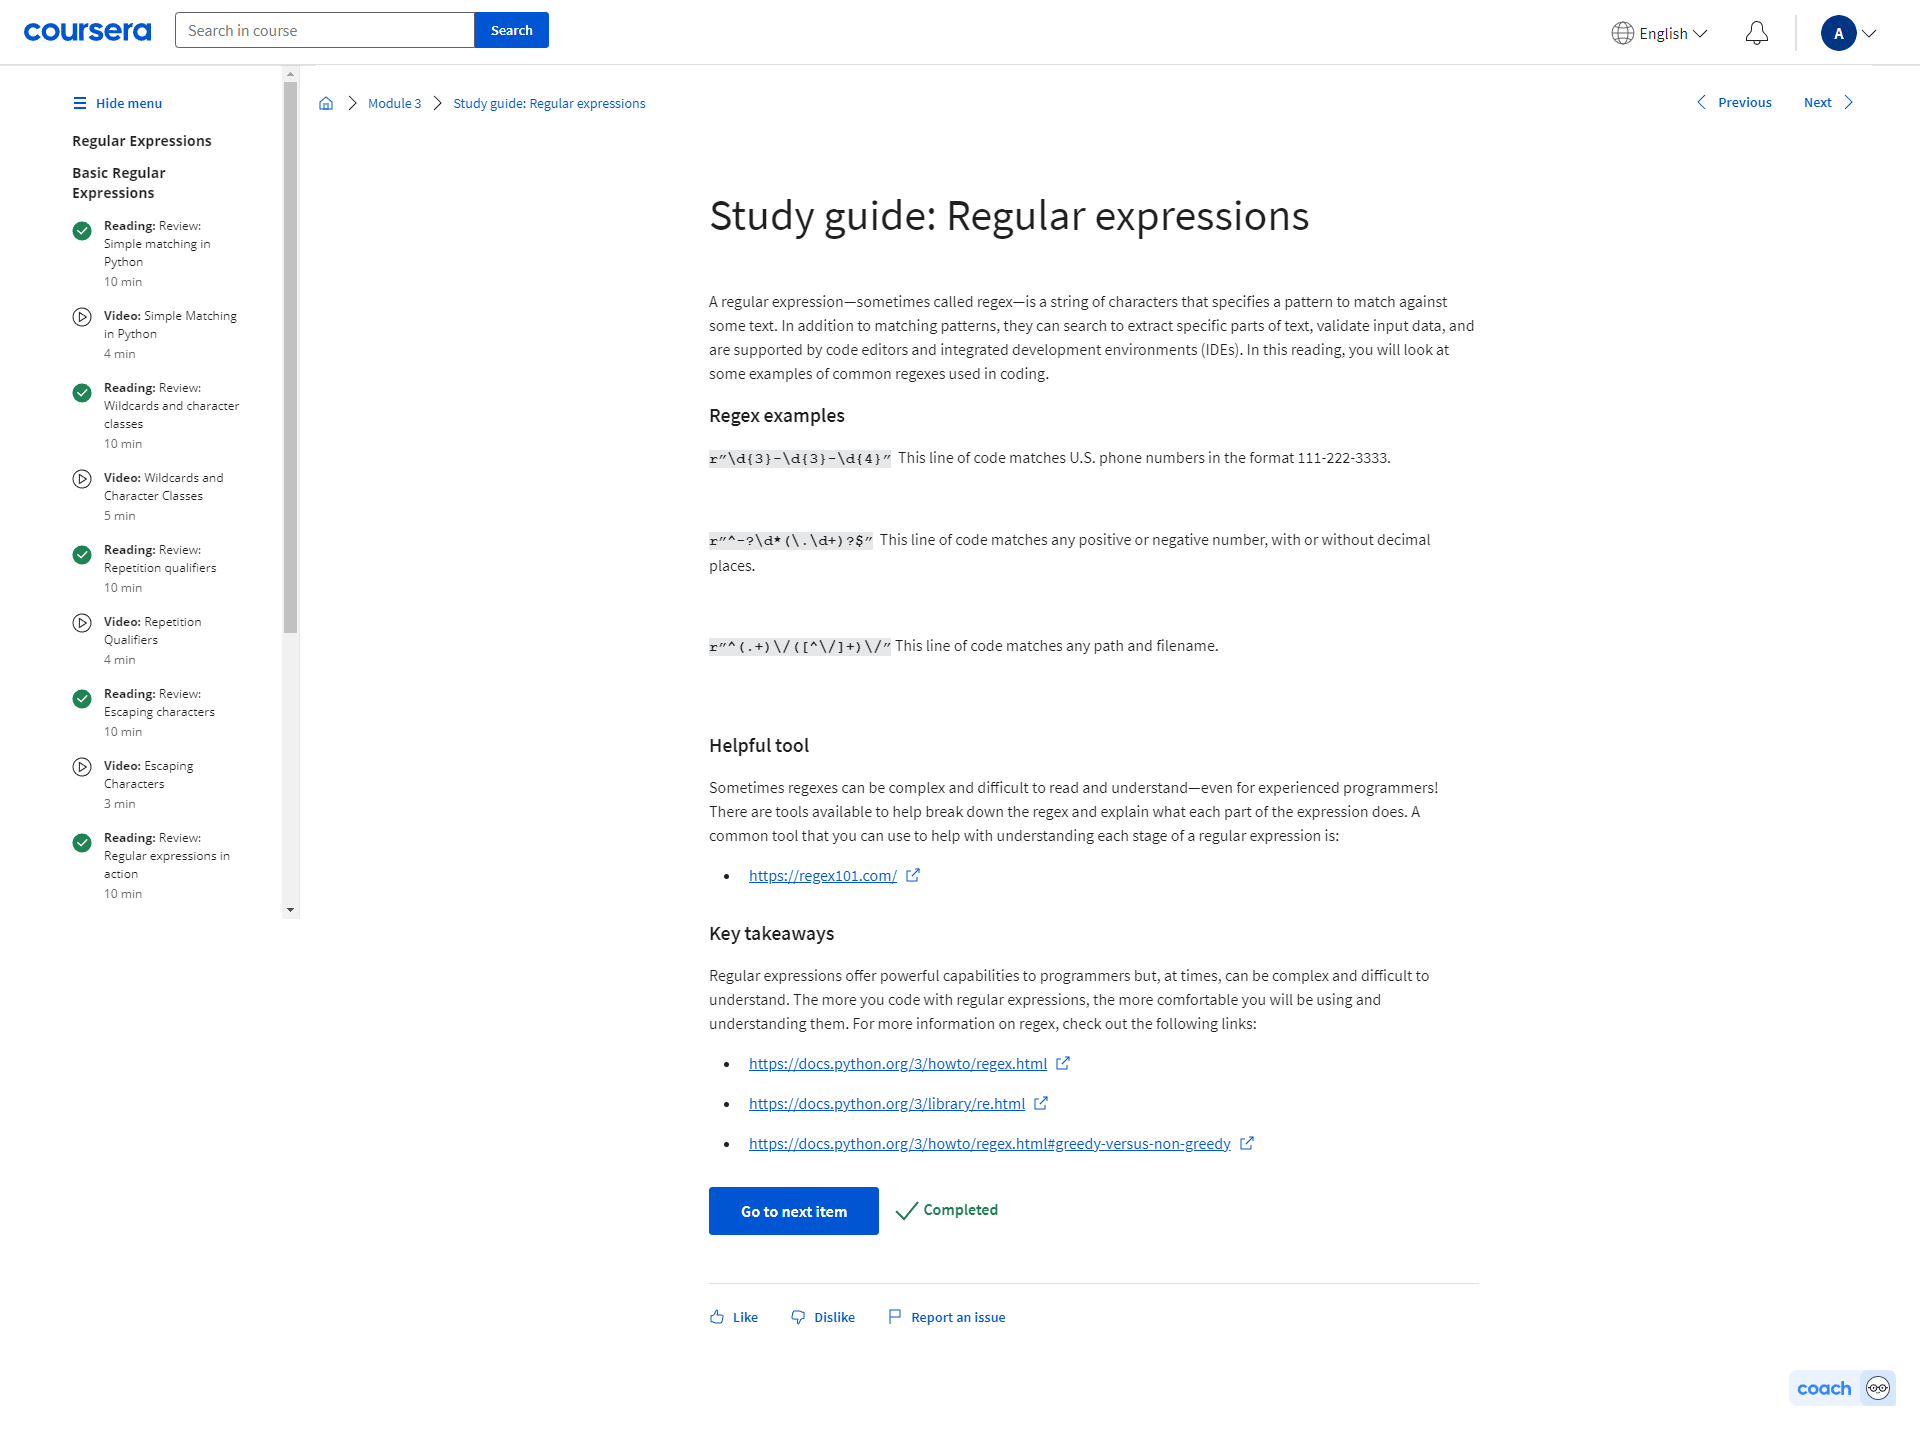 coursera
Search in course
Search
English
A
Hide menu
Module 3
Study guide: Regular expressions
Previous
Next
Regular Expressions
Basic Regular
Expressions
Reading: Review:
Simple matching in
Python
10 min
Video: Simple Matching
in Python
4 min
Reading: Review:
Wildcards and character
classes
10 min
Video: Wildcards and
Character Classes
5 min
Reading: Review:
Repetition qualifiers
10 min
Video: Repetition
Qualifiers
4 min
Reading: Review:
Escaping characters
10 min
Video: Escaping
Characters
3 min
Reading: Review:
Regular expressions in
action
10 min
Study guide: Regular expressions
A regular expression—sometimes called regex—is a string of characters that specifies a pattern to match against
some text. In addition to matching patterns, they can search to extract specific parts of text, validate input data, and
are supported by code editors and integrated development environments (IDEs). In this reading, you will look at
some examples of common regexes used in coding.
Regex examples
r”\d{3}-\d{3}-\d{4}” This line of code matches U.S. phone numbers in the format 111-222-3333.
r”^-?\d*(\.\d+)?$” This line of code matches any positive or negative number, with or without decimal
places.
r”^(.+)\/([^\/]+)\/” This line of code matches any path and filename.
Helpful tool
Sometimes regexes can be complex and difficult to read and understand—even for experienced programmers!
There are tools available to help break down the regex and explain what each part of the expression does. A
common tool that you can use to help with understanding each stage of a regular expression is:
https://regex101.com/
Key takeaways
Regular expressions offer powerful capabilities to programmers but, at times, can be complex and difficult to
understand. The more you code with regular expressions, the more comfortable you will be using and
understanding them. For more information on regex, check out the following links:
https://docs.python.org/3/howto/regex.html
https://docs.python.org/3/library/re.html
https://docs.python.org/3/howto/regex.html#greedy-versus-non-greedy
Go to next item
Completed
Like
Dislike
Report an issue
coach